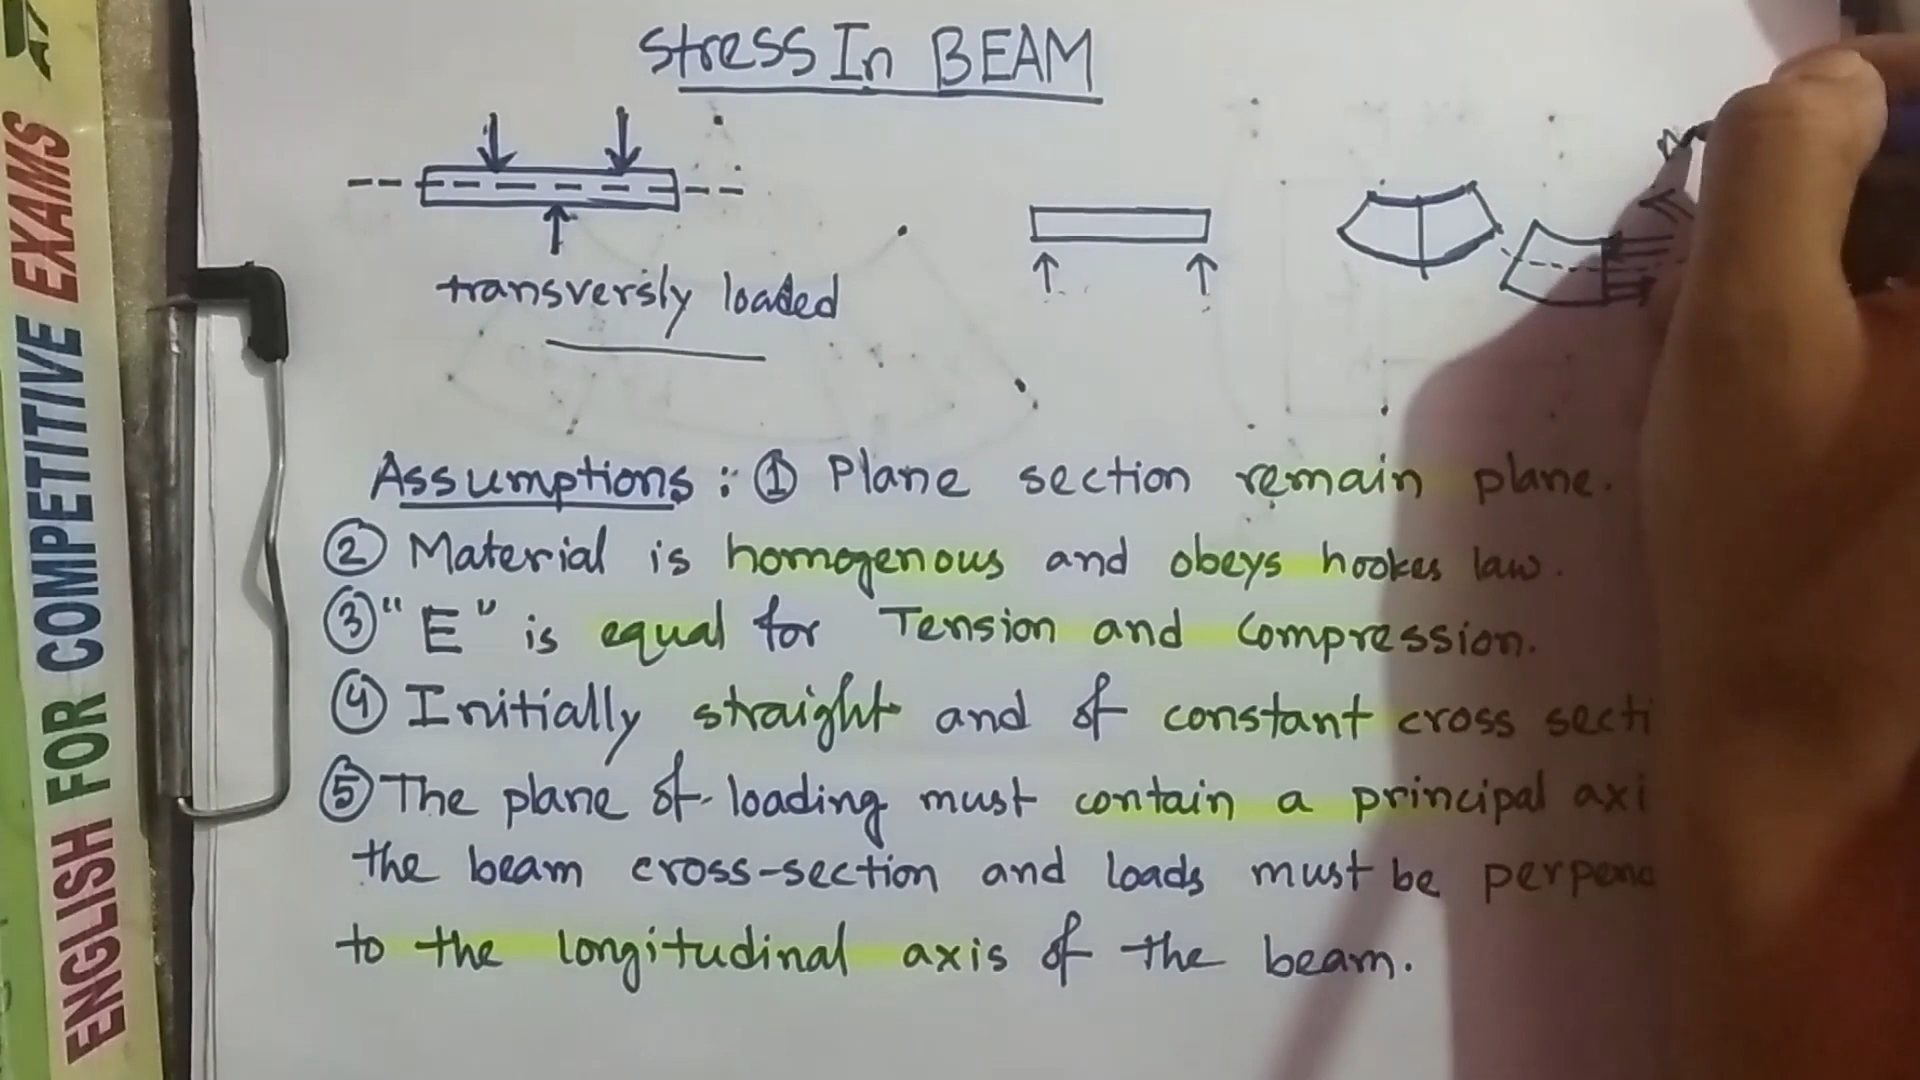 Stress In BEAM
transversly loaded
Assumptions : ① Plane section remain plane.
② Material is homogenous and obeys hookes law.
③ "E" is equal for Tension and Compression.
④ Initially straight and of constant cross secti
⑤ The plane of loading must contain a principal axi
the beam cross-section and loads must be perpend
to the longitudinal axis of the beam.
ENGLISH FOR COMPETITIVE EXAMS